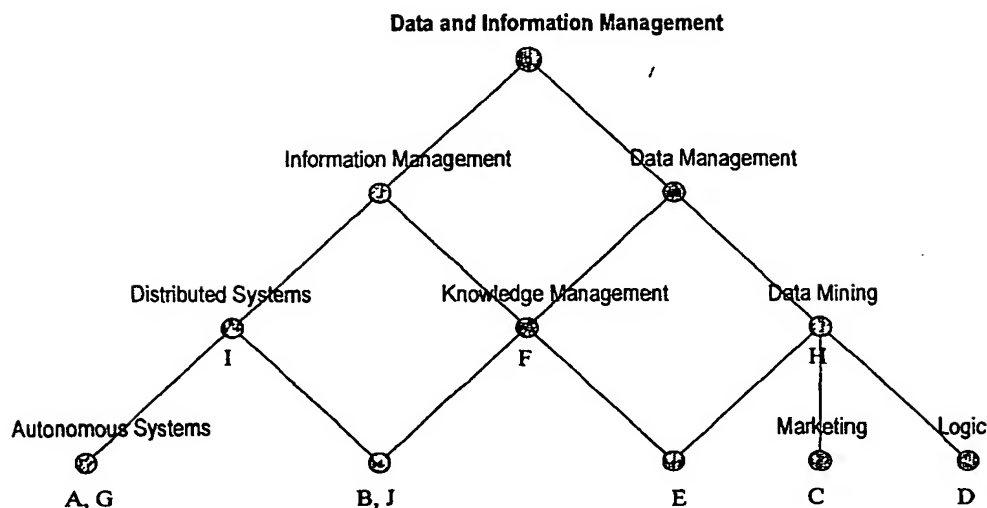 Data and Information Management
Information Management
Data Management
Distributed Systems
Knowledge Management
Data Mining
I
F
H
Autonomous Systems
Marketing
Logic
A, G
B, J
E
C
D